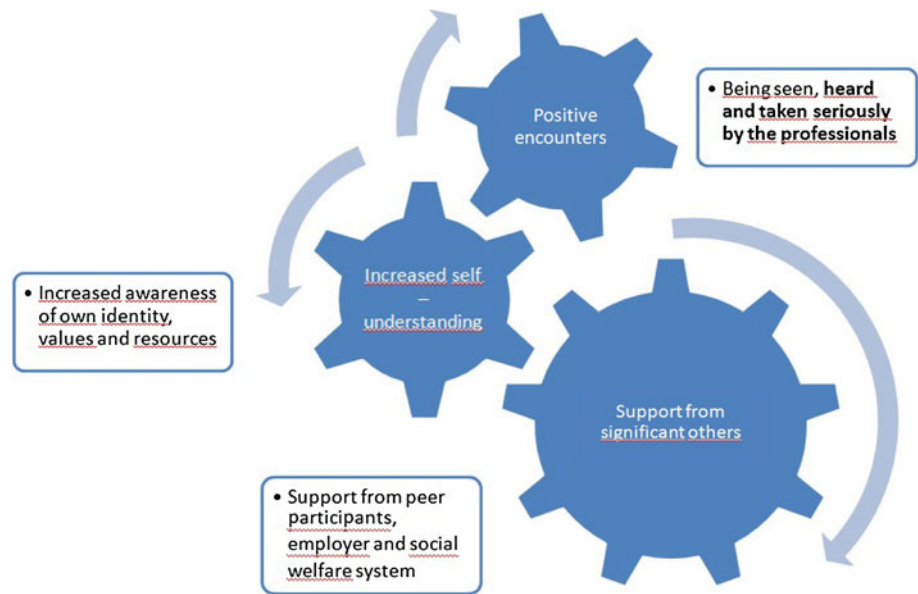 Positive
encounters
• Being seen, heard
and taken seriously
by the professionals
Increased self
–
understanding
• Increased awareness
of own identity,
values and resources
Support from
significant others
• Support from peer
participants,
employer and social
welfare system